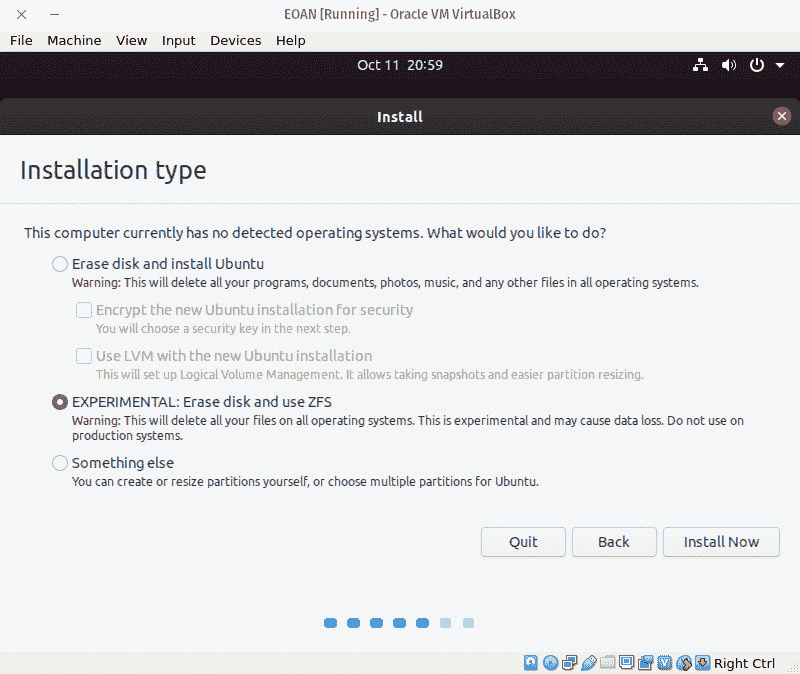 EOAN [Running] - Oracle VM VirtualBox
File Machine View Input Devices Help
Oct 11 20:59
Install
Installation type
This computer currently has no detected operating systems. What would you like to do?
Erase disk and install Ubuntu
Warning: This will delete all your programs, documents, photos, music, and any other files in all operating systems.
Encrypt the new Ubuntu installation for security
You will choose a security key in the next step.
Use LVM with the new Ubuntu installation
This will set up Logical Volume Management. It allows taking snapshots and easier partition resizing.
EXPERIMENTAL: Erase disk and use ZFS
Warning: This will delete all your files on all operating systems. This is experimental and may cause data loss. Do not use on
production systems.
Something else
You can create or resize partitions yourself, or choose multiple partitions for Ubuntu.
Quit Back Install Now
Right Ctrl